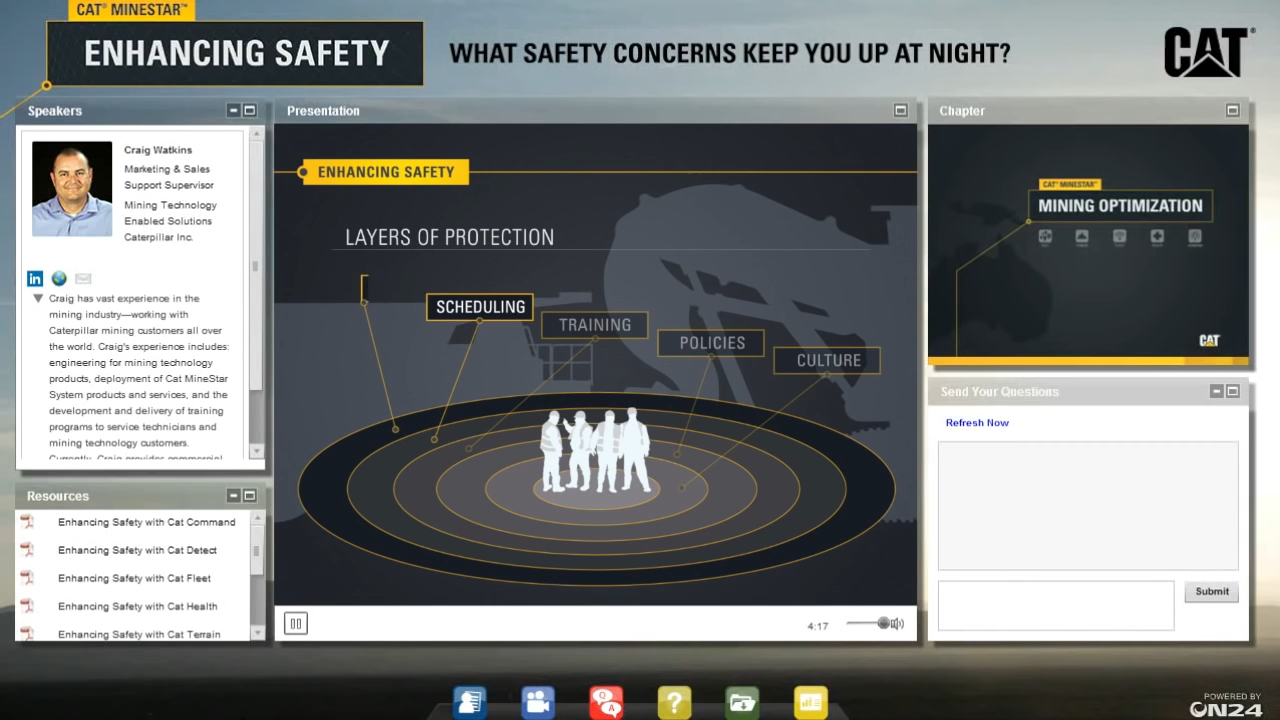 CAT® MINESTAR™
ENHANCING SAFETY
WHAT SAFETY CONCERNS KEEP YOU UP AT NIGHT?
CAT®
Speakers
Craig Watkins
Marketing & Sales
Support Supervisor
Mining Technology
Enabled Solutions
Caterpillar Inc.
in
Craig has vast experience in the
mining industry—working with
Caterpillar mining customers all over
the world. Craig's experience includes:
engineering for mining technology
products, deployment of Cat MineStar
System products and services, and the
development and delivery of training
programs to service technicians and
mining technology customers.
Currently, Craig provides commercial
Resources
Enhancing Safety with Cat Command
Enhancing Safety with Cat Detect
Enhancing Safety with Cat Fleet
Enhancing Safety with Cat Health
Enhancing Safety with Cat Terrain
Presentation
ENHANCING SAFETY
LAYERS OF PROTECTION
SCHEDULING
TRAINING
POLICIES
CULTURE
4:17
Chapter
CAT® MINESTAR™
MINING OPTIMIZATION
CAT
Send Your Questions
Refresh Now
Submit
Q
A
?
POWERED BY
ON24